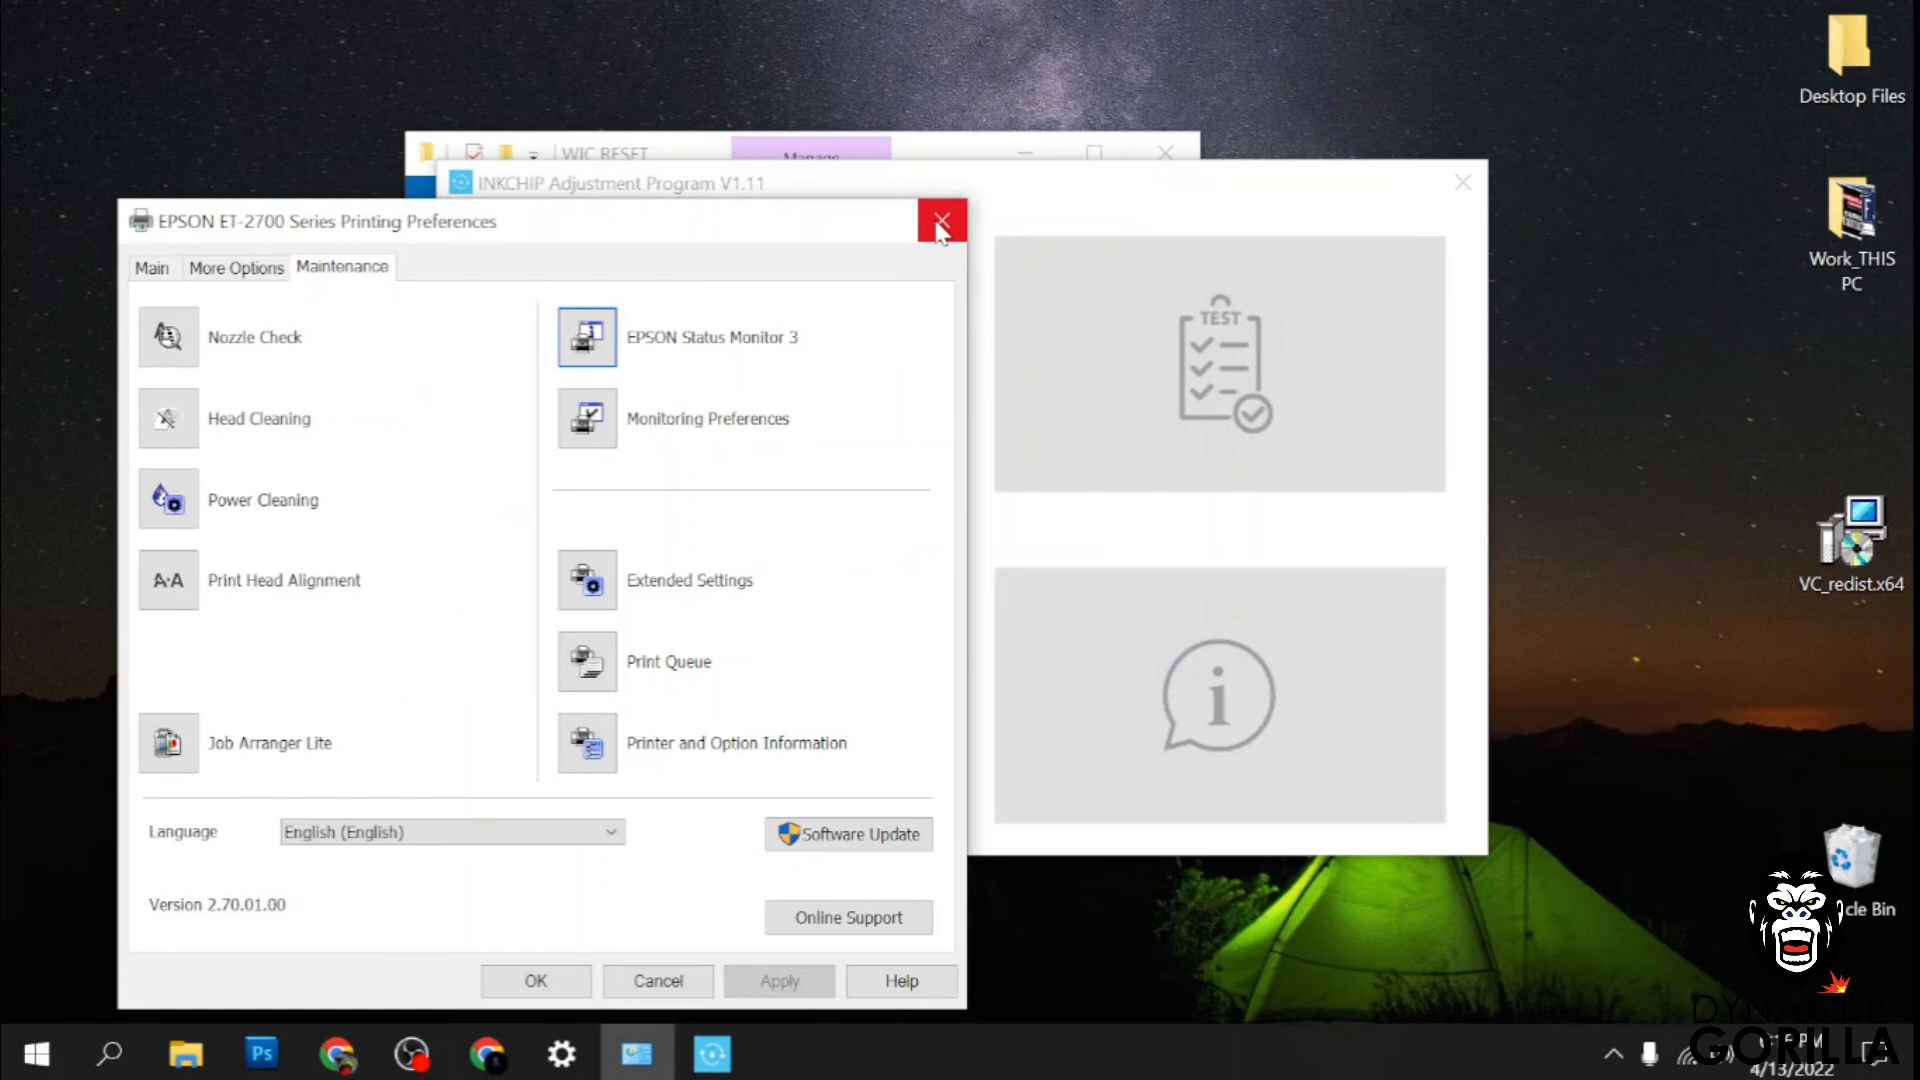 Desktop Files
WIC RESET
Manage
INKCHIP Adjustment Program V1.11
EPSON ET-2700 Series Printing Preferences
Main
More Options
Maintenance
Nozzle Check
EPSON Status Monitor 3
Head Cleaning
Monitoring Preferences
Power Cleaning
A·A
Print Head Alignment
Extended Settings
Print Queue
Job Arranger Lite
Printer and Option Information
Language
English (English)
Software Update
Version 2.70.01.00
Online Support
OK
Cancel
Apply
Help
TEST
i
Work_THIS
PC
VC_redist.x64
cle Bin
Ps
DYNAMITE
GORILLA
PM
4/13/2022